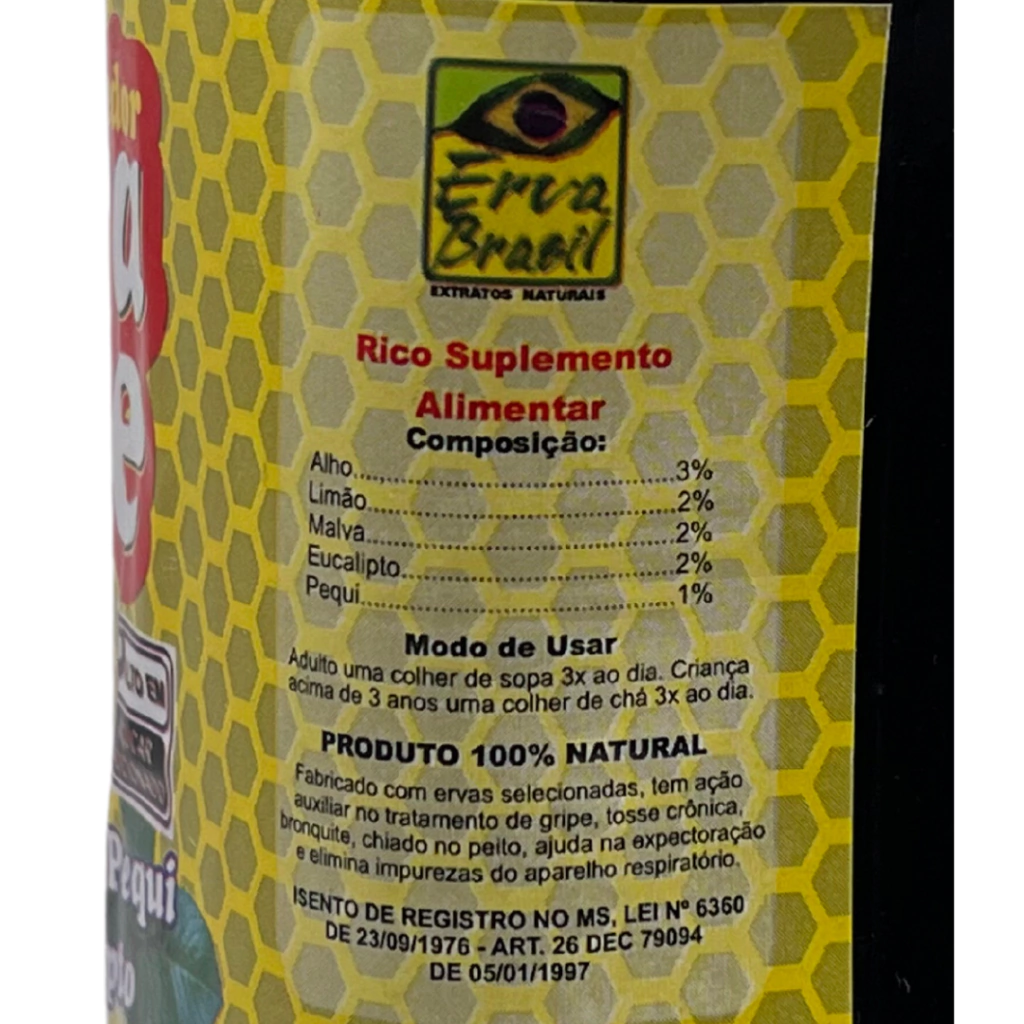 Erva
Brasil
EXTRATOS NATURAIS
Rico Suplemento
Alimentar
Composição:
Alho..........3%
Limão..........2%
Malva..........2%
Eucalipto..........2%
Pequi..........1%
Modo de Usar
Adulto uma colher de sopa 3x ao dia. Criança
acima de 3 anos uma colher de chá 3x ao dia.
PRODUTO 100% NATURAL
Fabricado com ervas selecionadas, tem ação
auxiliar no tratamento de gripe, tosse crônica,
bronquite, chiado no peito, ajuda na expectoração
e elimina impurezas do aparelho respiratório.
ISENTO DE REGISTRO NO MS, LEI Nº 6360
DE 23/09/1976 - ART. 26 DEC 79094
DE 05/01/1997
EM
Pequi